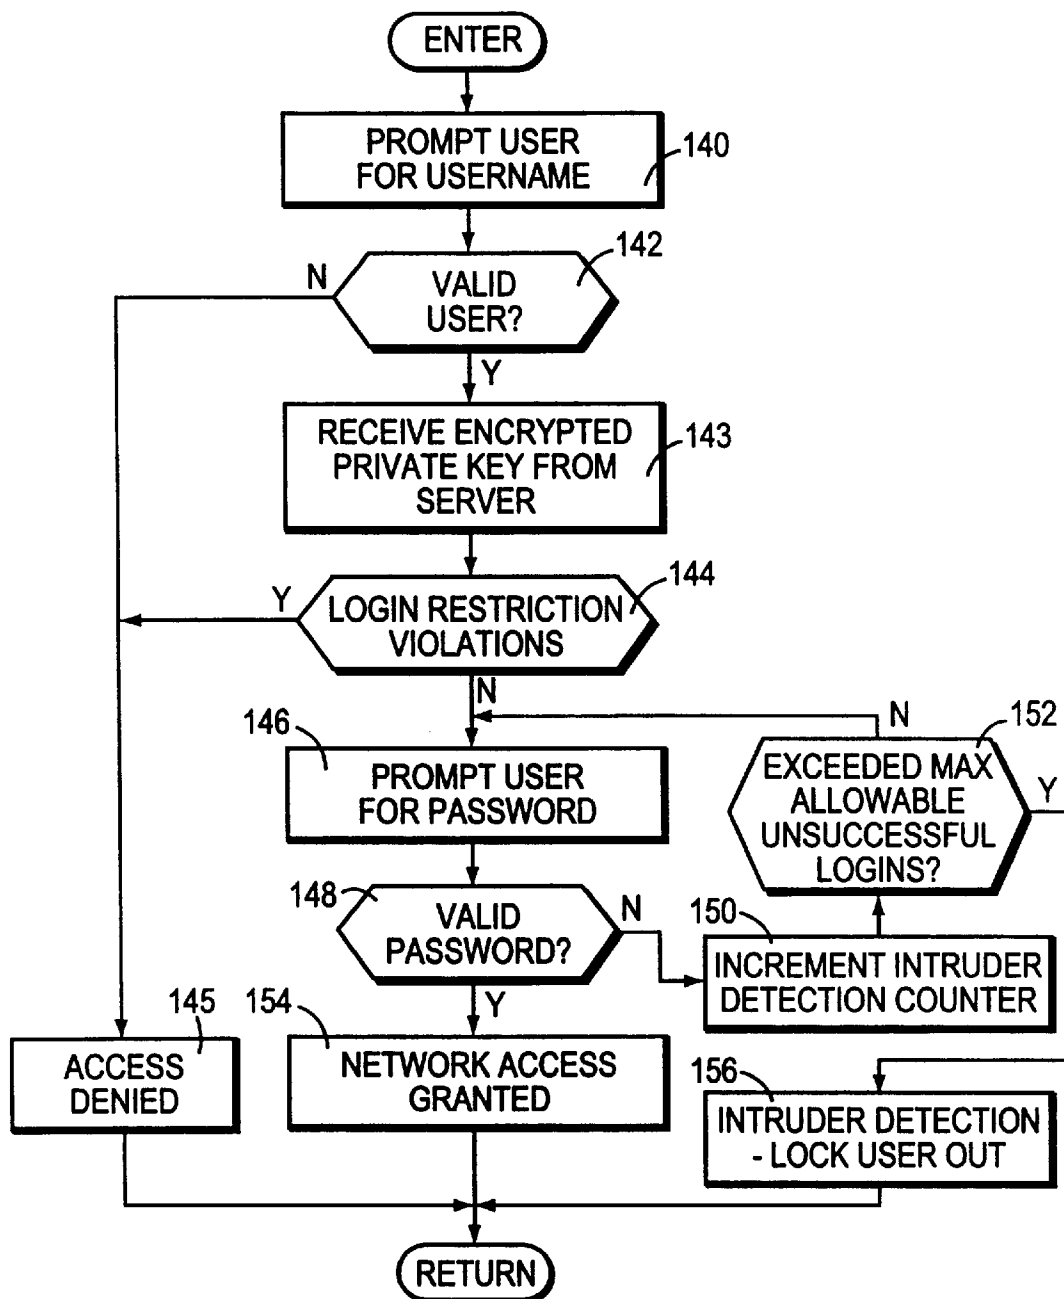 ENTER
PROMPT USER
FOR USERNAME
140
142
N
VALID
USER?
Y
RECEIVE ENCRYPTED
PRIVATE KEY FROM
SERVER
143
144
Y
LOGIN RESTRICTION
VIOLATIONS
N
146
PROMPT USER
FOR PASSWORD
N
152
EXCEEDED MAX
ALLOWABLE
UNSUCCESSFUL
LOGINS?
Y
148
VALID
PASSWORD?
N
150
INCREMENT INTRUDER
DETECTION COUNTER
Y
145
ACCESS
DENIED
154
NETWORK ACCESS
GRANTED
156
INTRUDER DETECTION
- LOCK USER OUT
RETURN